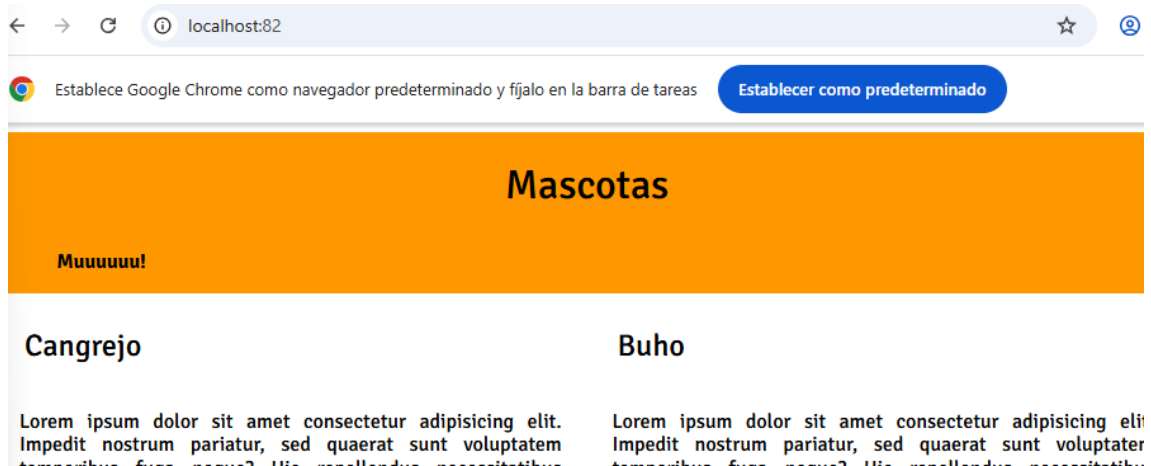 localhost:82
Establece Google Chrome como navegador predeterminado y fíjalo en la barra de tareas
Establecer como predeterminado
Mascotas
Muuuuuu!
Cangrejo
Lorem ipsum dolor sit amet consectetur adipisicing elit.
Impedit nostrum pariatur, sed quaerat sunt voluptatem
Buho
Lorem ipsum dolor sit amet consectetur adipisicing
Impedit nostrum pariatur, sed quaerat sunt